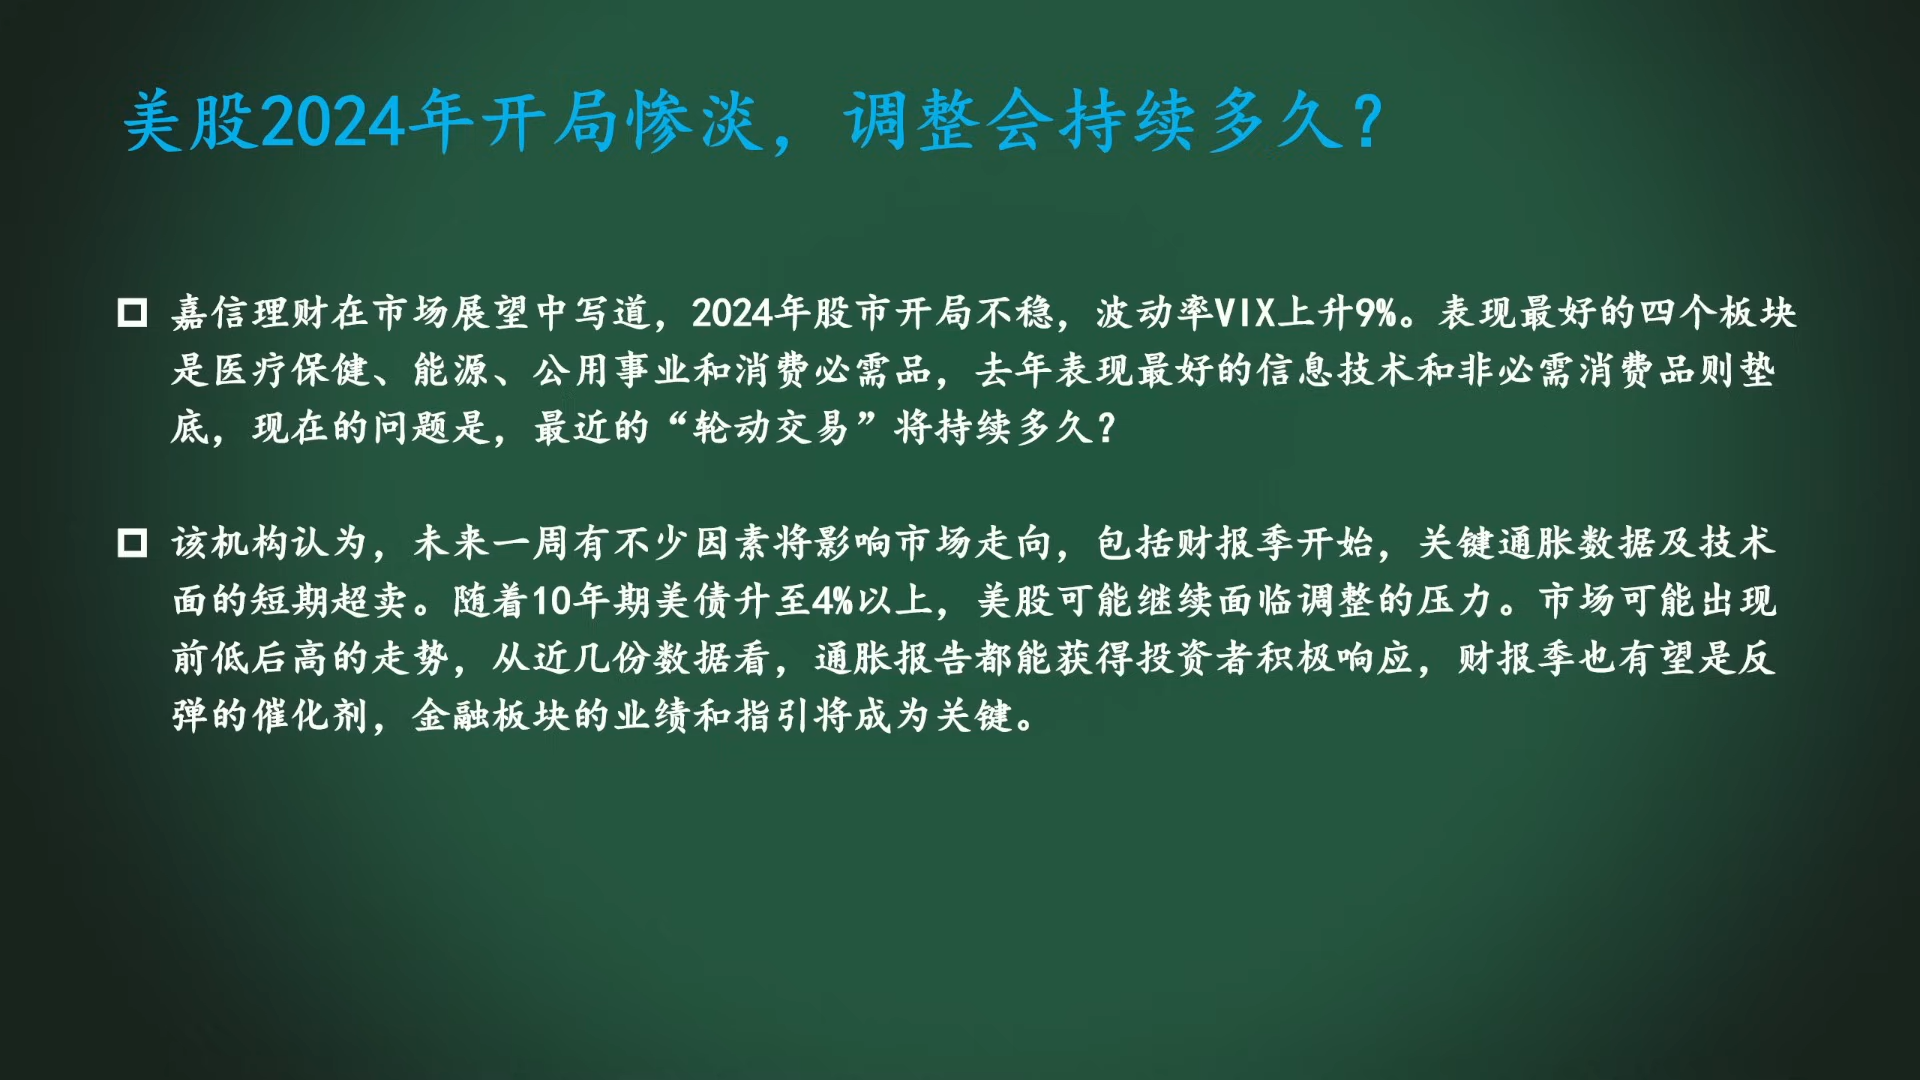 美股2024年开局惨淡，调整会持续多久？
嘉信理财在市场展望中写道，2024年股市开局不稳，波动率VIX上升9%。表现最好的四个板块
是医疗保健、能源、公用事业和消费必需品，去年表现最好的信息技术和非必需消费品则垫
底，现在的问题是，最近的“轮动交易”将持续多久？
该机构认为，未来一周有不少因素将影响市场走向，包括财报季开始，关键通胀数据及技术
面的短期超卖。随着10年期美债升至4%以上，美股可能继续面临调整的压力。市场可能出现
前低后高的走势，从近几份数据看，通胀报告都能获得投资者积极响应，财报季也有望是反
弹的催化剂，金融板块的业绩和指引将成为关键。